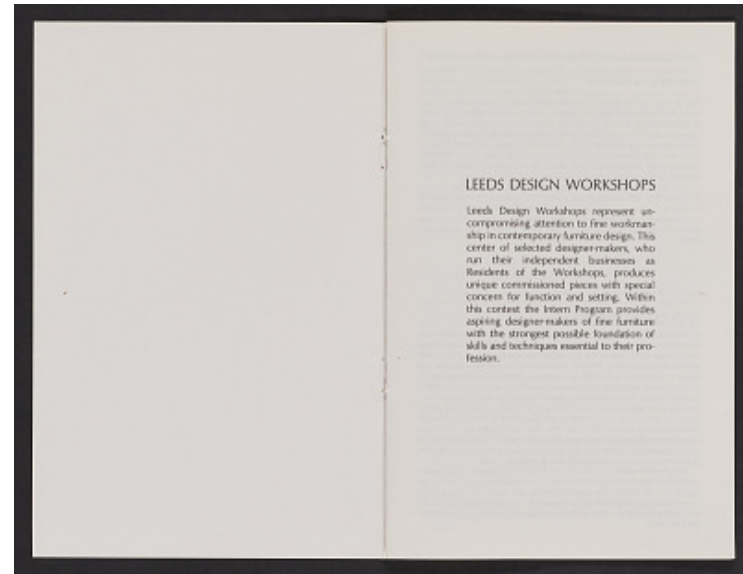 LEEDS DESIGN WORKSHOPS
Leeds Design Workshops represent un-
compromising attention to fine workman-
ship in contemporary furniture design. This
center of selected designer-makers, who
run their independent businesses as
Residents of the Workshops, produces
unique commissioned pieces with special
concern for function and setting. Within
this context the Intern Program provides
aspiring designer-makers of fine furniture
with the strongest possible foundation of
skills and techniques essential to their pro-
fession.